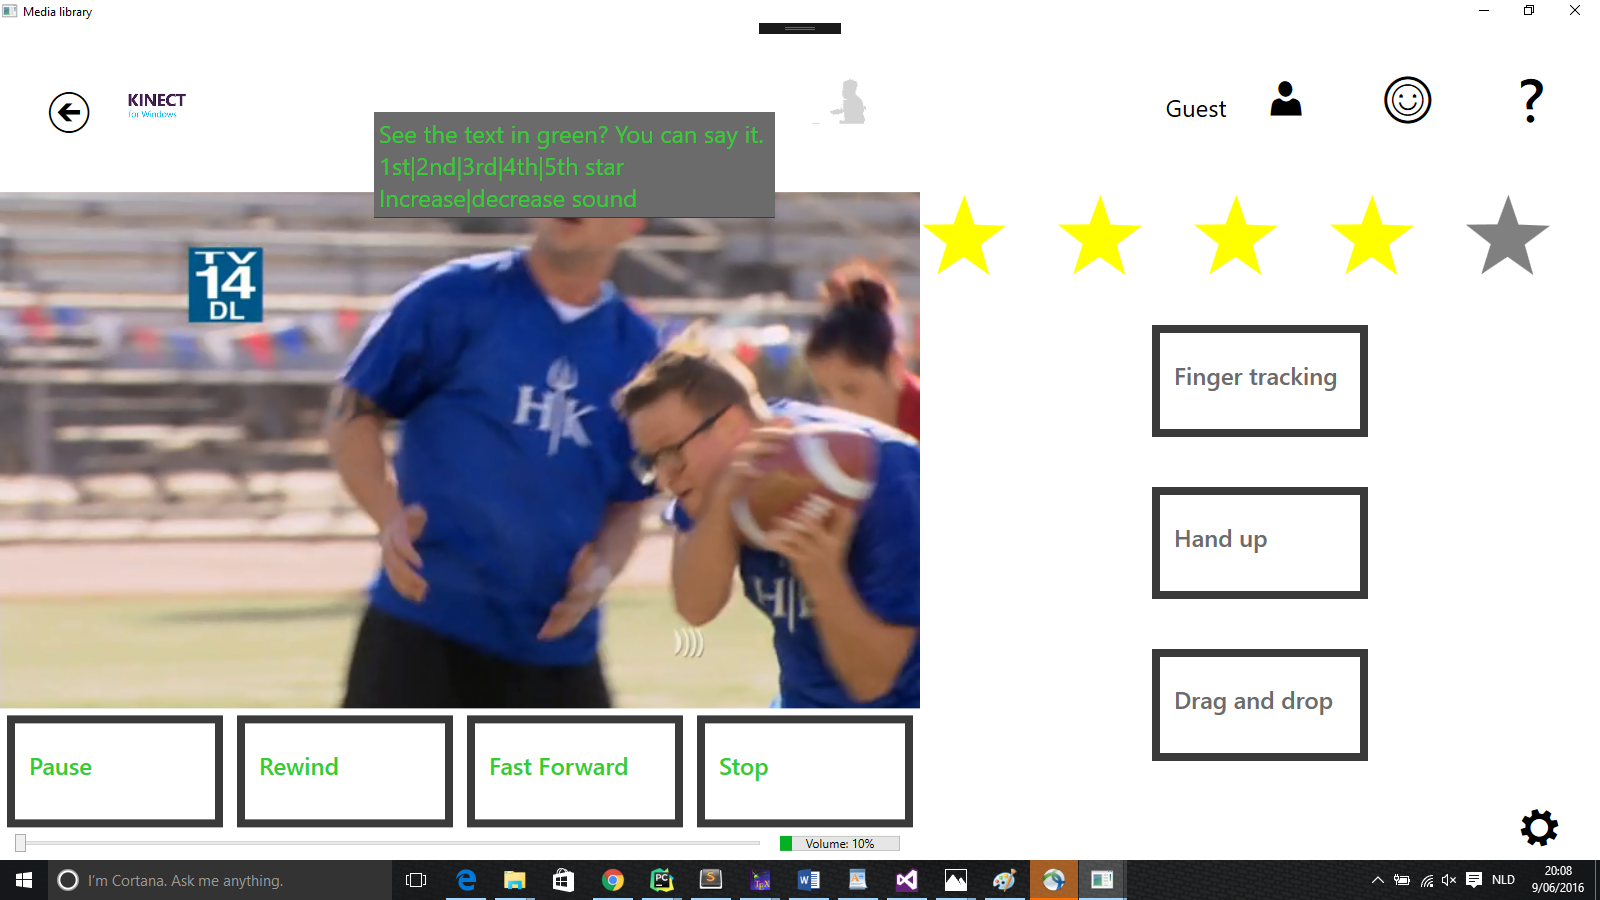 Media library
KINECT
for Windows
Guest
?
See the text in green? You can say it.
1st|2nd|3rd|4th|5th star
Increase|decrease sound
TV
14
DL
H K
H
Finger tracking
Hand up
Drag and drop
Pause
Rewind
Fast Forward
Stop
Volume: 10%
I'm Cortana. Ask me anything.
NLD
20:08
9/06/2016